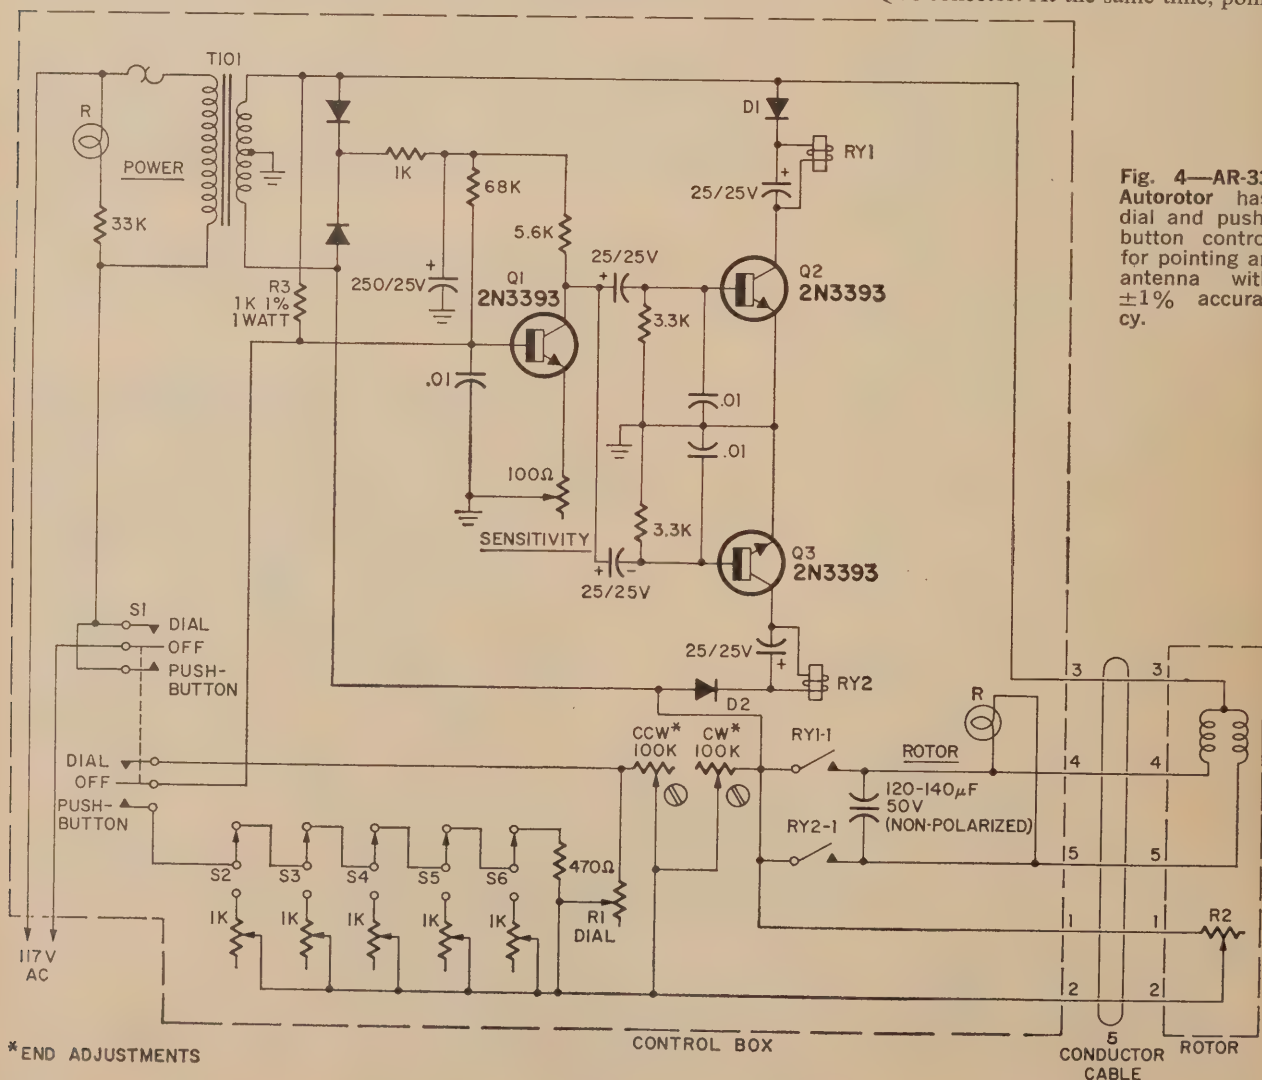 T101
R
POWER
33K
R3
1K 1%
1WATT
1K
68K
5.6K
250/25V
+
.01
Q1
2N3393
100Ω
SENSITIVITY
25/25V
+
3.3K
.01
.01
3.3K
25/25V
+
-
D1
RY1
25/25V
+
Q2
2N3393
Q3
2N3393
25/25V
+
RY2
D2
Fig. 4—AR-33
Autorotor has
dial and push-
button control
for pointing an
antenna with
±1% accura-
cy.
S1
DIAL
OFF
PUSH-
BUTTON
DIAL
OFF
PUSH-
BUTTON
CCW*
100K
CW*
100K
RY1-1
RY2-1
R
ROTOR
120-140µF
50V
(NON-POLARIZED)
S2
S3
S4
S5
S6
1K
1K
1K
1K
1K
470Ω
R1
DIAL
3
3
4
4
5
5
1
1
2
2
R2
117V
AC
*END ADJUSTMENTS
CONTROL BOX
5
CONDUCTOR
CABLE
ROTOR